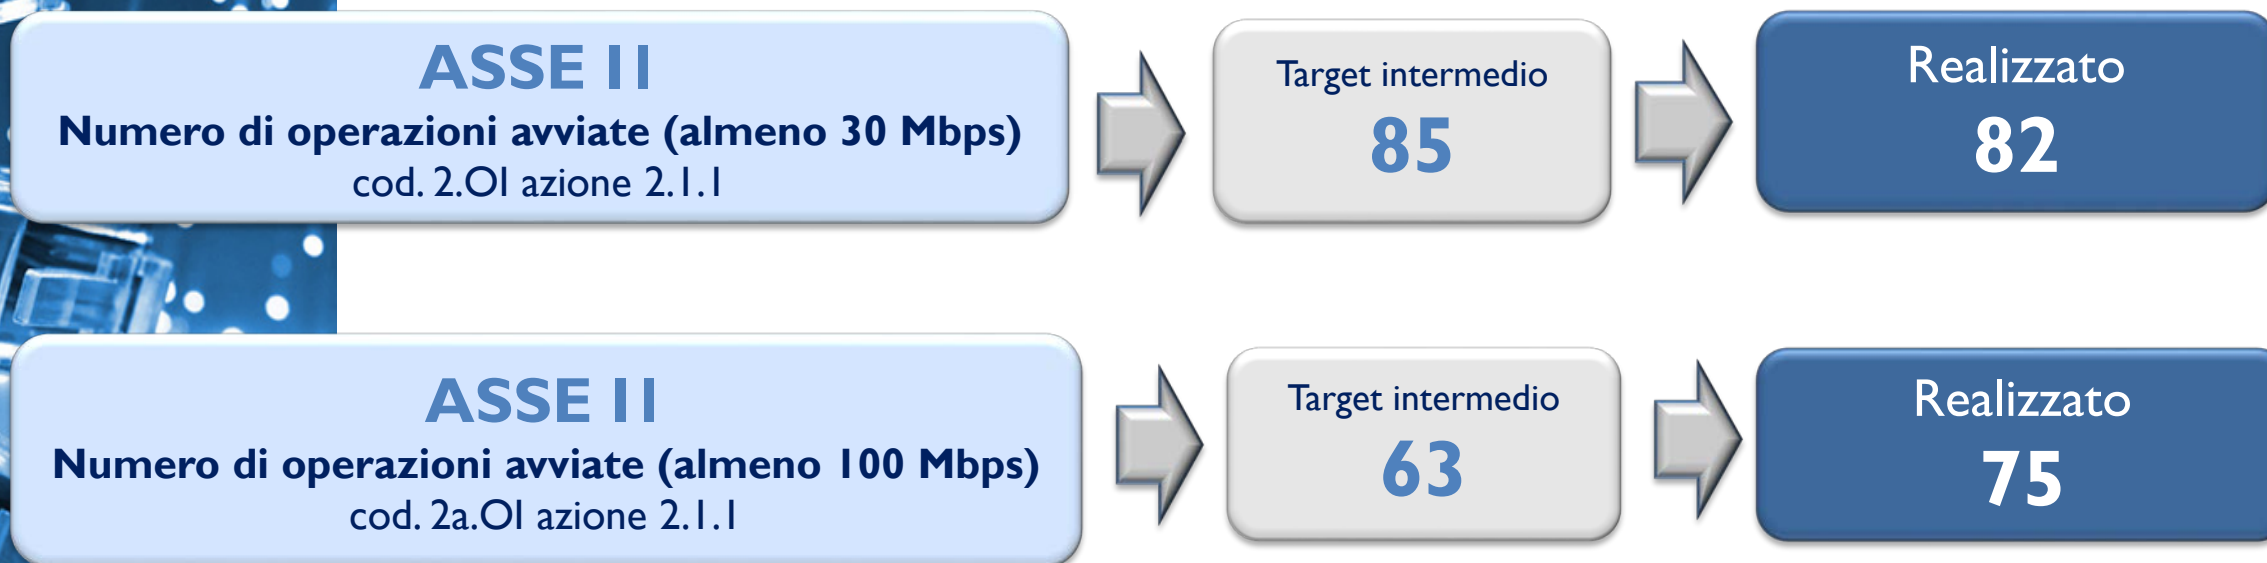 ASSE II
Numero di operazioni avviate (almeno 30 Mbps)
cod. 2.OI azione 2.1.1
Target intermedio
85
Realizzato
82
ASSE II
Numero di operazioni avviate (almeno 100 Mbps)
cod. 2a.OI azione 2.1.1
Target intermedio
63
Realizzato
75